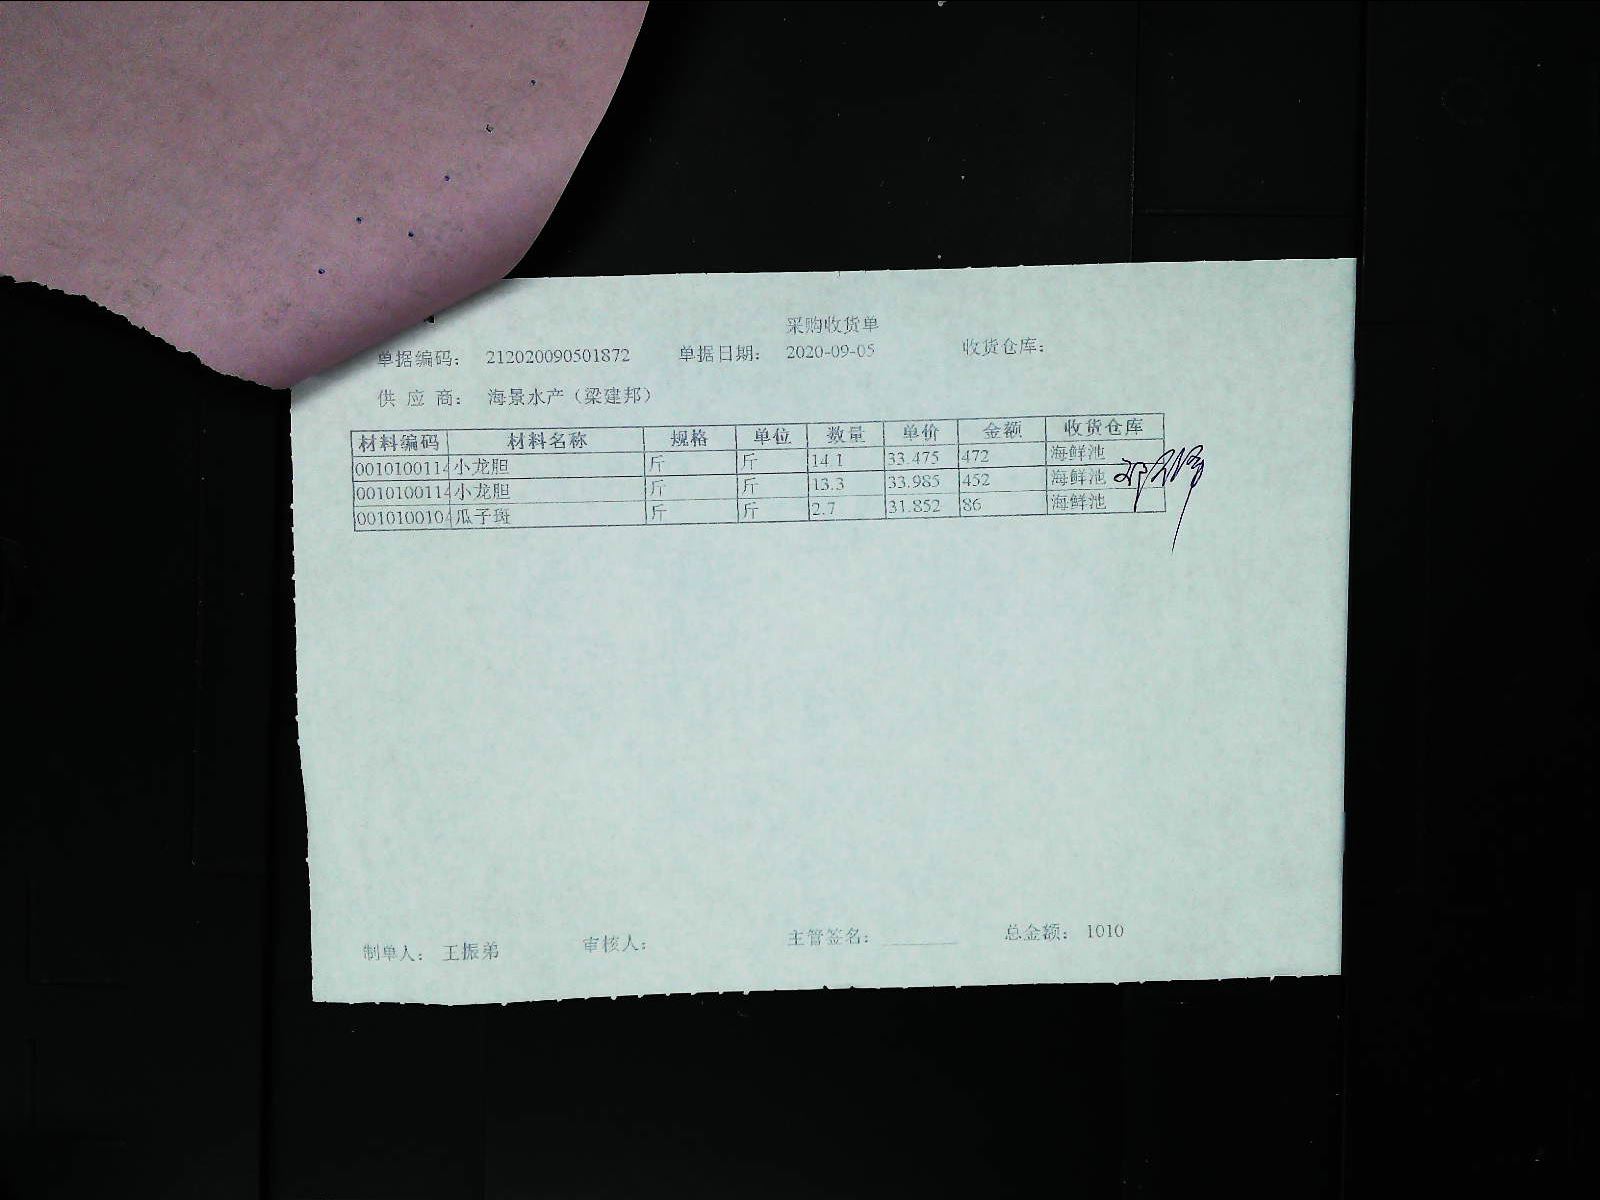 采购收货单
单据编码: 212020090501872 单据日期: 2020-09-05 收货仓库:
供 应 商: 海景水产（梁建邦）
材料编码 材料名称 规格 单位 数量 单价 金额 收货仓库
0010100114 小龙胆 斤 斤 14.1 33.475 472 海鲜池
0010100114 小龙胆 斤 斤 13.3 33.985 452 海鲜池
0010100104 瓜子斑 斤 斤 2.7 31.852 86 海鲜池
制单人: 王振弟 审核人: 主管签名: 总金额: 1010